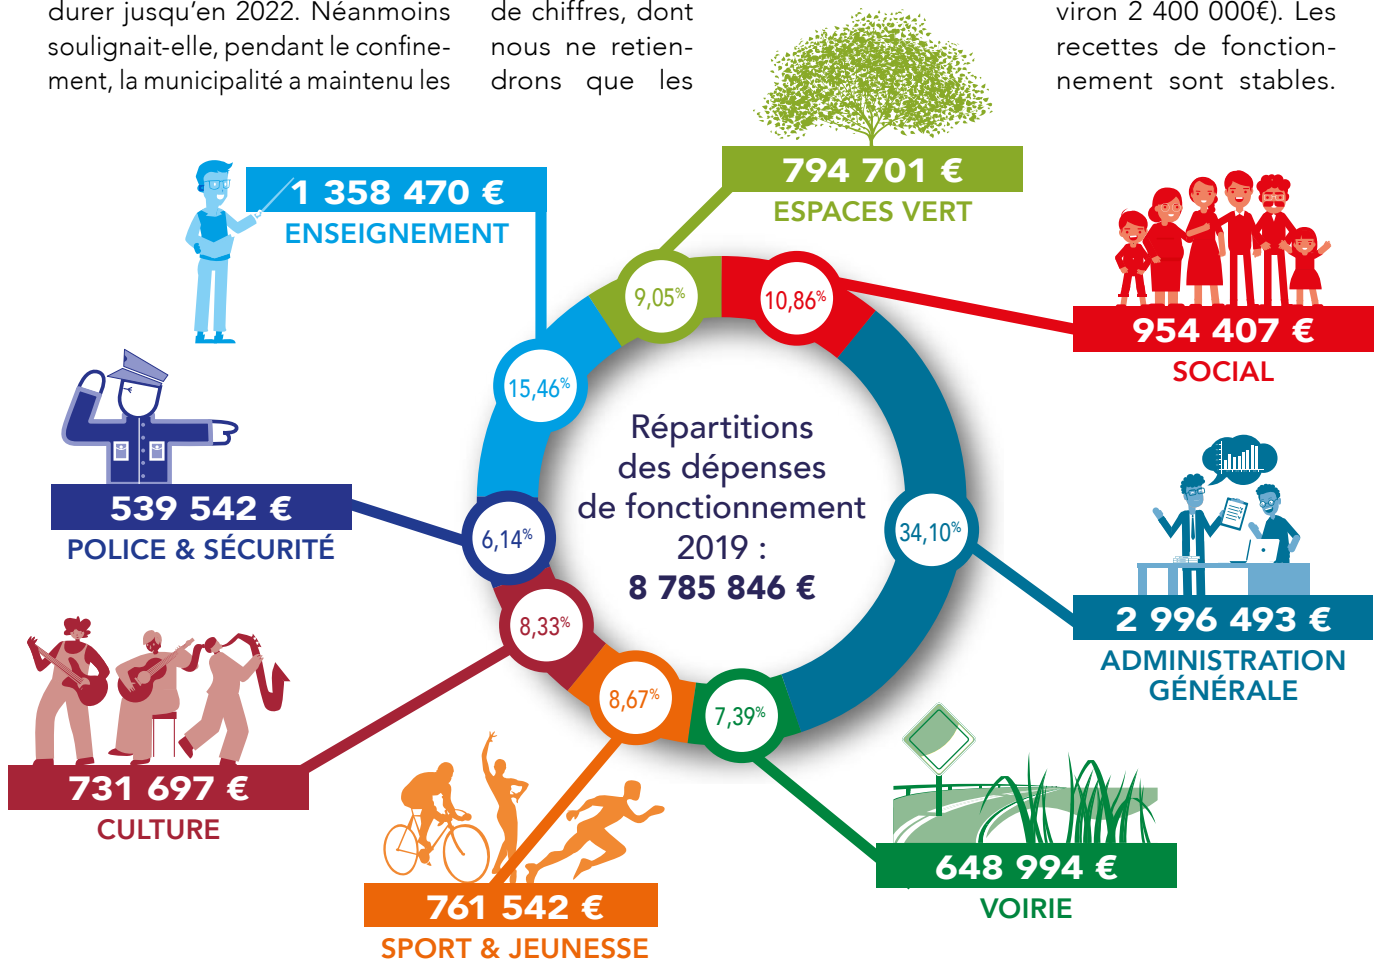 durer jusqu'en 2022. Néanmoins
soulignait-elle, pendant le confine-
ment, la municipalité a maintenu les
de chiffres, dont
nous ne retien-
drons que les
viron 2 400 000€). Les
recettes de fonction-
nement sont stables.
794 701 €
ESPACES VERT
9,05%
1 358 470 €
ENSEIGNEMENT
15,46%
954 407 €
SOCIAL
10,86%
539 542 €
POLICE & SÉCURITÉ
6,14%
Répartitions
des dépenses
de fonctionnement
2019 :
8 785 846 €
34,10%
2 996 493 €
ADMINISTRATION
GÉNÉRALE
8,33%
731 697 €
CULTURE
8,67%
761 542 €
SPORT & JEUNESSE
7,39%
648 994 €
VOIRIE